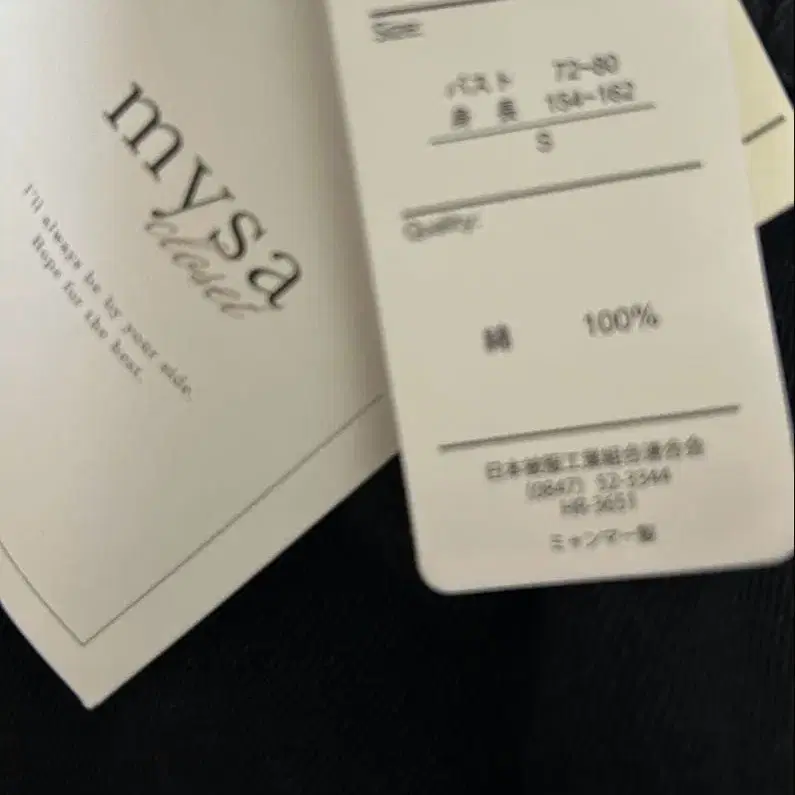 mysa
closet
I'll always be by your side.
Hope for the best.
Size:
バスト 72-80
身 長 154-162
S
Quality:
綿 100%
日本被服工業組合連合会
(0847) 52-3344
HR-3651
ミャンマー製